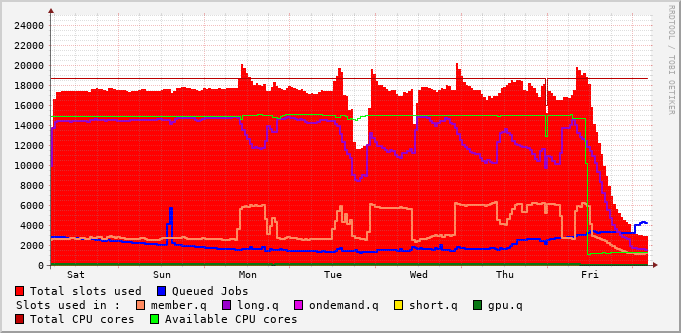 RRDTOOL / TOBI OETIKER
24000
22000
20000
18000
16000
14000
12000
10000
8000
6000
4000
2000
0
Sat Sun Mon Tue Wed Thu Fri
Total slots used Queued Jobs
Slots used in : member.q long.q ondemand.q short.q gpu.q
Total CPU cores Available CPU cores